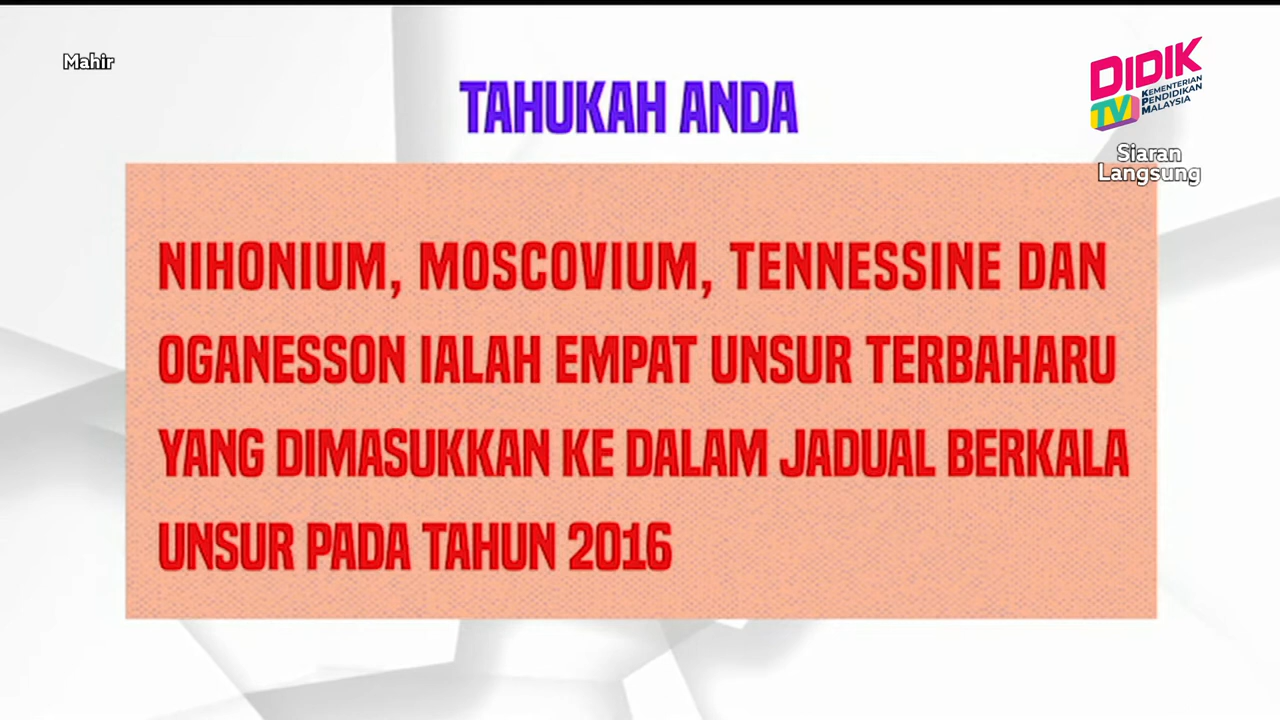 Mahir
TAHUKAH ANDA
DIDIK
TV
KEMENTERIAN
PENDIDIKAN
MALAYSIA
Siaran
Langsung
NIHONIUM, MOSCOVIUM, TENNESSINE DAN
OGANESSON IALAH EMPAT UNSUR TERBAHARU
YANG DIMASUKKAN KE DALAM JADUAL BERKALA
UNSUR PADA TAHUN 2016